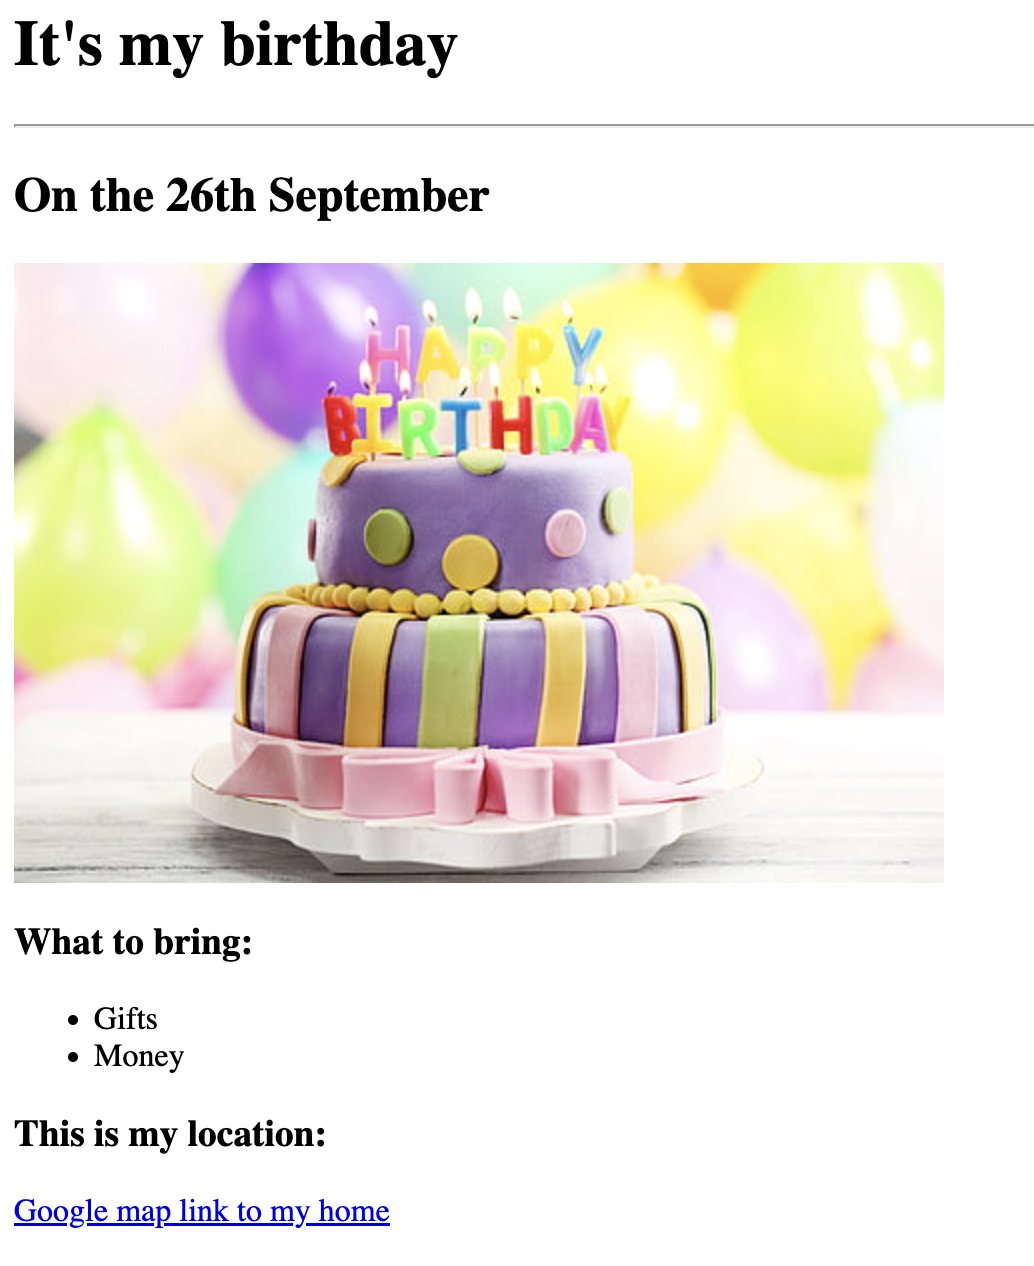 It's my birthday
On the 26th September
HAPPY
BIRTHDAY
What to bring:
Gifts
Money
This is my location:
Google map link to my home